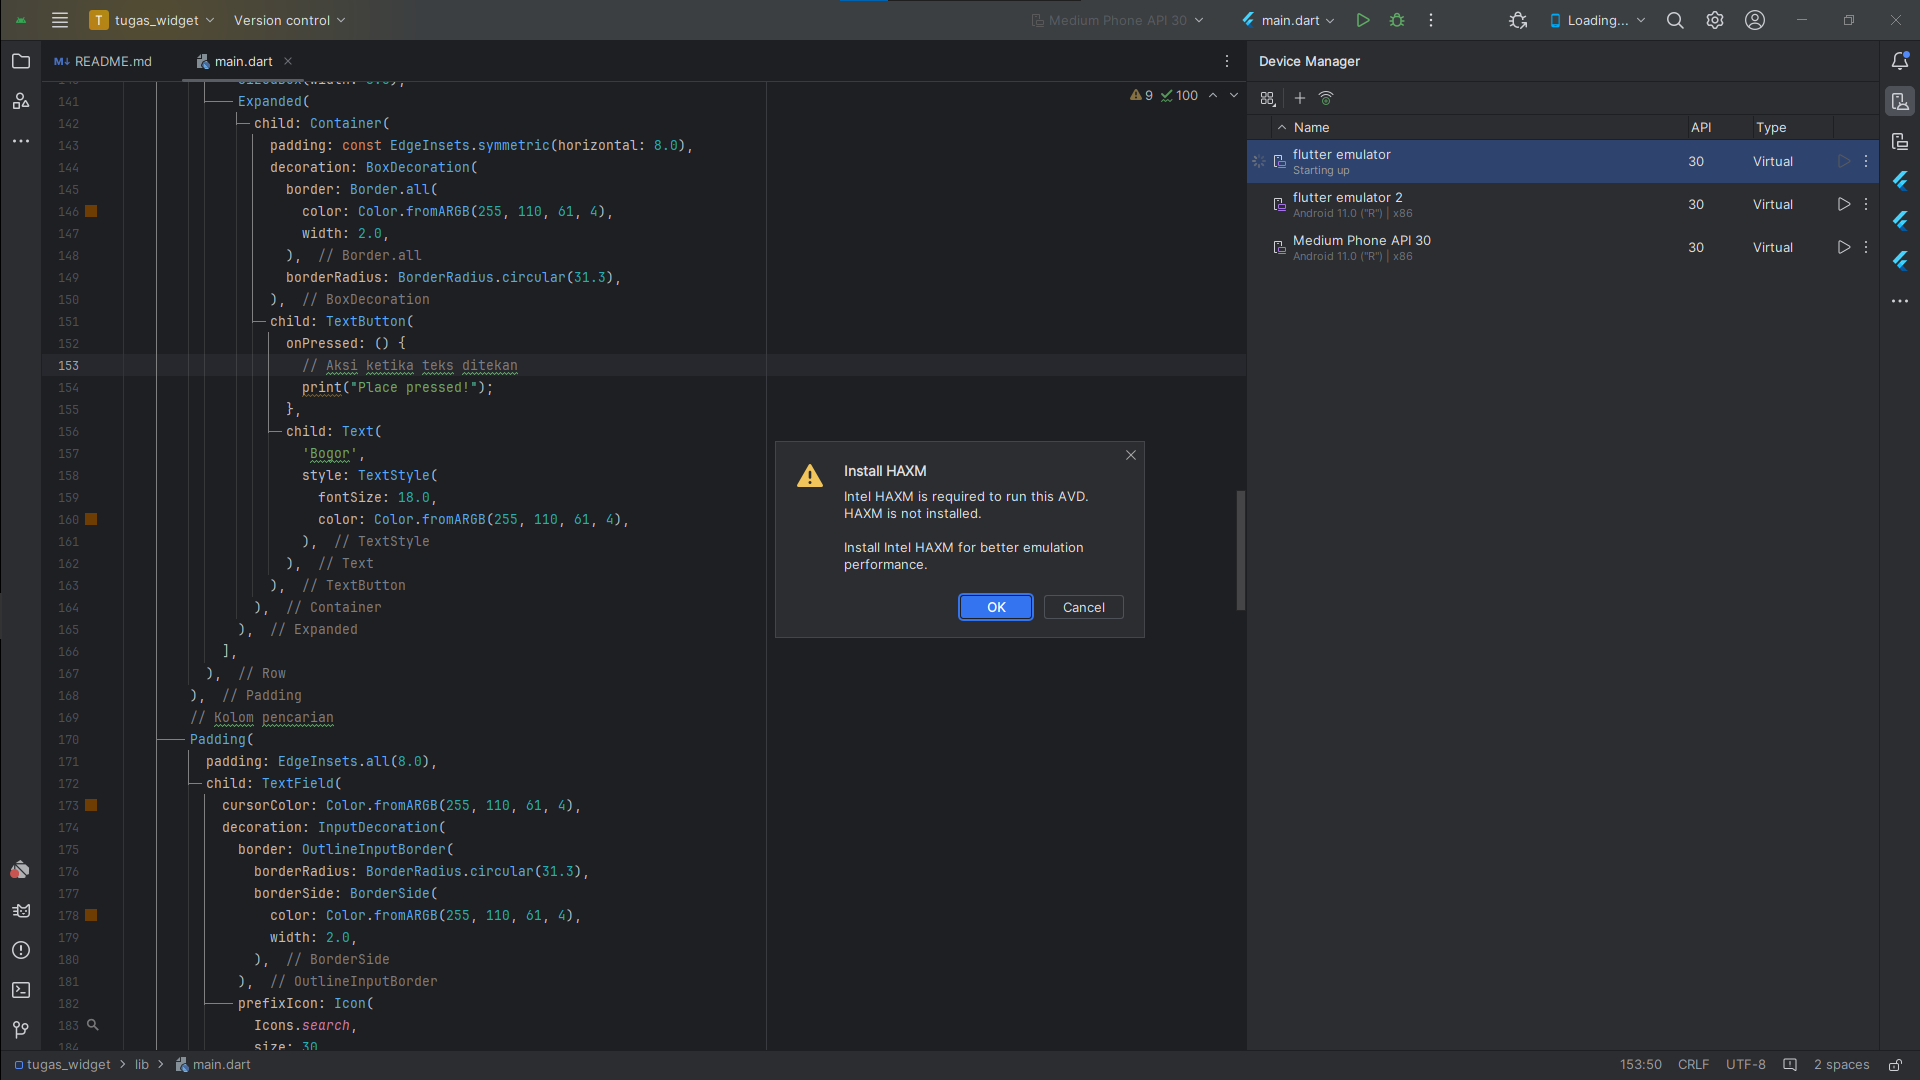 T tugas_widget
Version control
Medium Phone API 30
main.dart
Loading...
M↓ README.md
main.dart
9
100
141 Expanded(
142 child: Container(
143 padding: const EdgeInsets.symmetric(horizontal: 8.0),
144 decoration: BoxDecoration(
145 border: Border.all(
146 color: Color.fromARGB(255, 110, 61, 4),
147 width: 2.0,
148 ), // Border.all
149 borderRadius: BorderRadius.circular(31.3),
150 ), // BoxDecoration
151 child: TextButton(
152 onPressed: () {
153 // Aksi ketika teks ditekan
154 print("Place pressed!");
155 },
156 child: Text(
157 'Bogor',
158 style: TextStyle(
159 fontSize: 18.0,
160 color: Color.fromARGB(255, 110, 61, 4),
161 ), // TextStyle
162 ), // Text
163 ), // TextButton
164 ), // Container
165 ), // Expanded
166 ],
167 ), // Row
168 ), // Padding
169 // Kolom pencarian
170 Padding(
171 padding: EdgeInsets.all(8.0),
172 child: TextField(
173 cursorColor: Color.fromARGB(255, 110, 61, 4),
174 decoration: InputDecoration(
175 border: OutlineInputBorder(
176 borderRadius: BorderRadius.circular(31.3),
177 borderSide: BorderSide(
178 color: Color.fromARGB(255, 110, 61, 4),
179 width: 2.0,
180 ), // BorderSide
181 ), // OutlineInputBorder
182 prefixIcon: Icon(
183 Icons.search,
184 size: 30
Install HAXM
Intel HAXM is required to run this AVD.
HAXM is not installed.
Install Intel HAXM for better emulation
performance.
OK
Cancel
Device Manager
Name API Type
flutter emulator 30 Virtual
Starting up
flutter emulator 2 30 Virtual
Android 11.0 ("R") | x86
Medium Phone API 30 30 Virtual
Android 11.0 ("R") | x86
tugas_widget > lib > main.dart
153:50 CRLF UTF-8 2 spaces